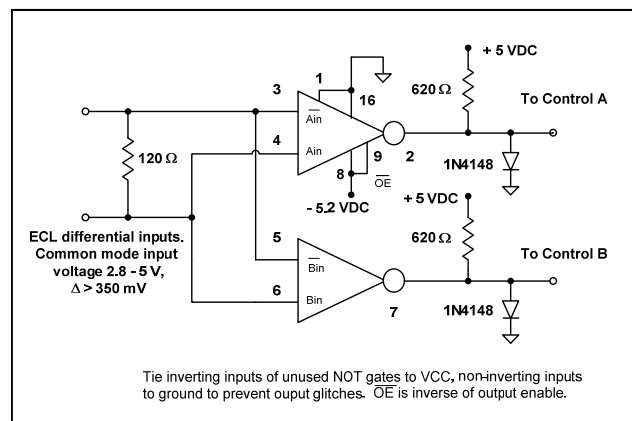 + 5 VDC
1
3
16
620 Ω
To Control A
Ain
4
Ain
120 Ω
9
2
8
OE
1N4148
- 5.2 VDC
+ 5 VDC
ECL differential inputs.
Common mode input
voltage 2.8 - 5 V,
Δ > 350 mV
620 Ω
5
To Control B
Bin
6
Bin
7
1N4148
Tie inverting inputs of unused NOT gates to VCC, non-inverting inputs
to ground to prevent ouput glitches. OE is inverse of output enable.